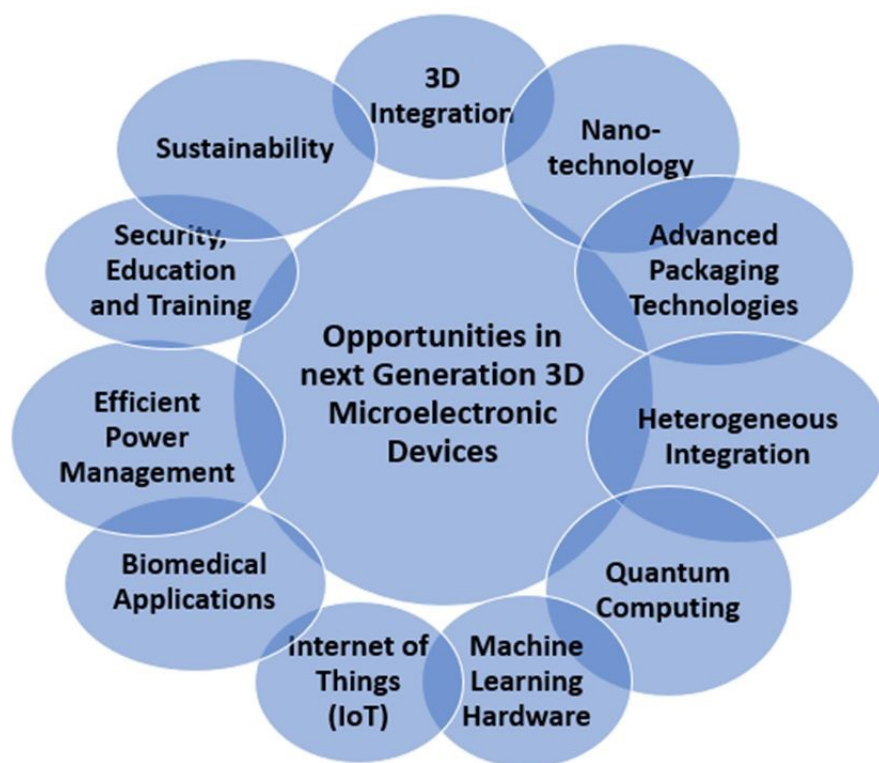 3D
Integration
Nano-
technology
Advanced
Packaging
Technologies
Heterogeneous
Integration
Quantum
Computing
Machine
Learning
Hardware
Internet of
Things
(IoT)
Biomedical
Applications
Efficient
Power
Management
Security,
Education
and Training
Sustainability
Opportunities in
next Generation 3D
Microelectronic
Devices